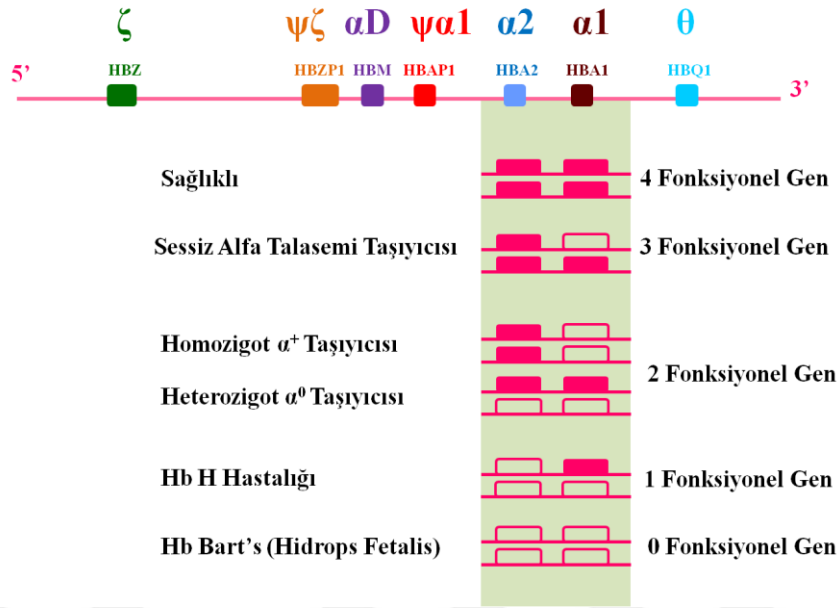 ζ ψζ αD ψα1 α2 α1 θ
5’ HBZ HBZP1 HBM HBAP1 HBA2 HBA1 HBQ1 3’
Sağlıklı 4 Fonksiyonel Gen
Sessiz Alfa Talasemi Taşıyıcısı 3 Fonksiyonel Gen
Homozigot α⁺ Taşıyıcısı
2 Fonksiyonel Gen
Heterozigot α⁰ Taşıyıcısı
Hb H Hastalığı 1 Fonksiyonel Gen
Hb Bart’s (Hidrops Fetalis) 0 Fonksiyonel Gen